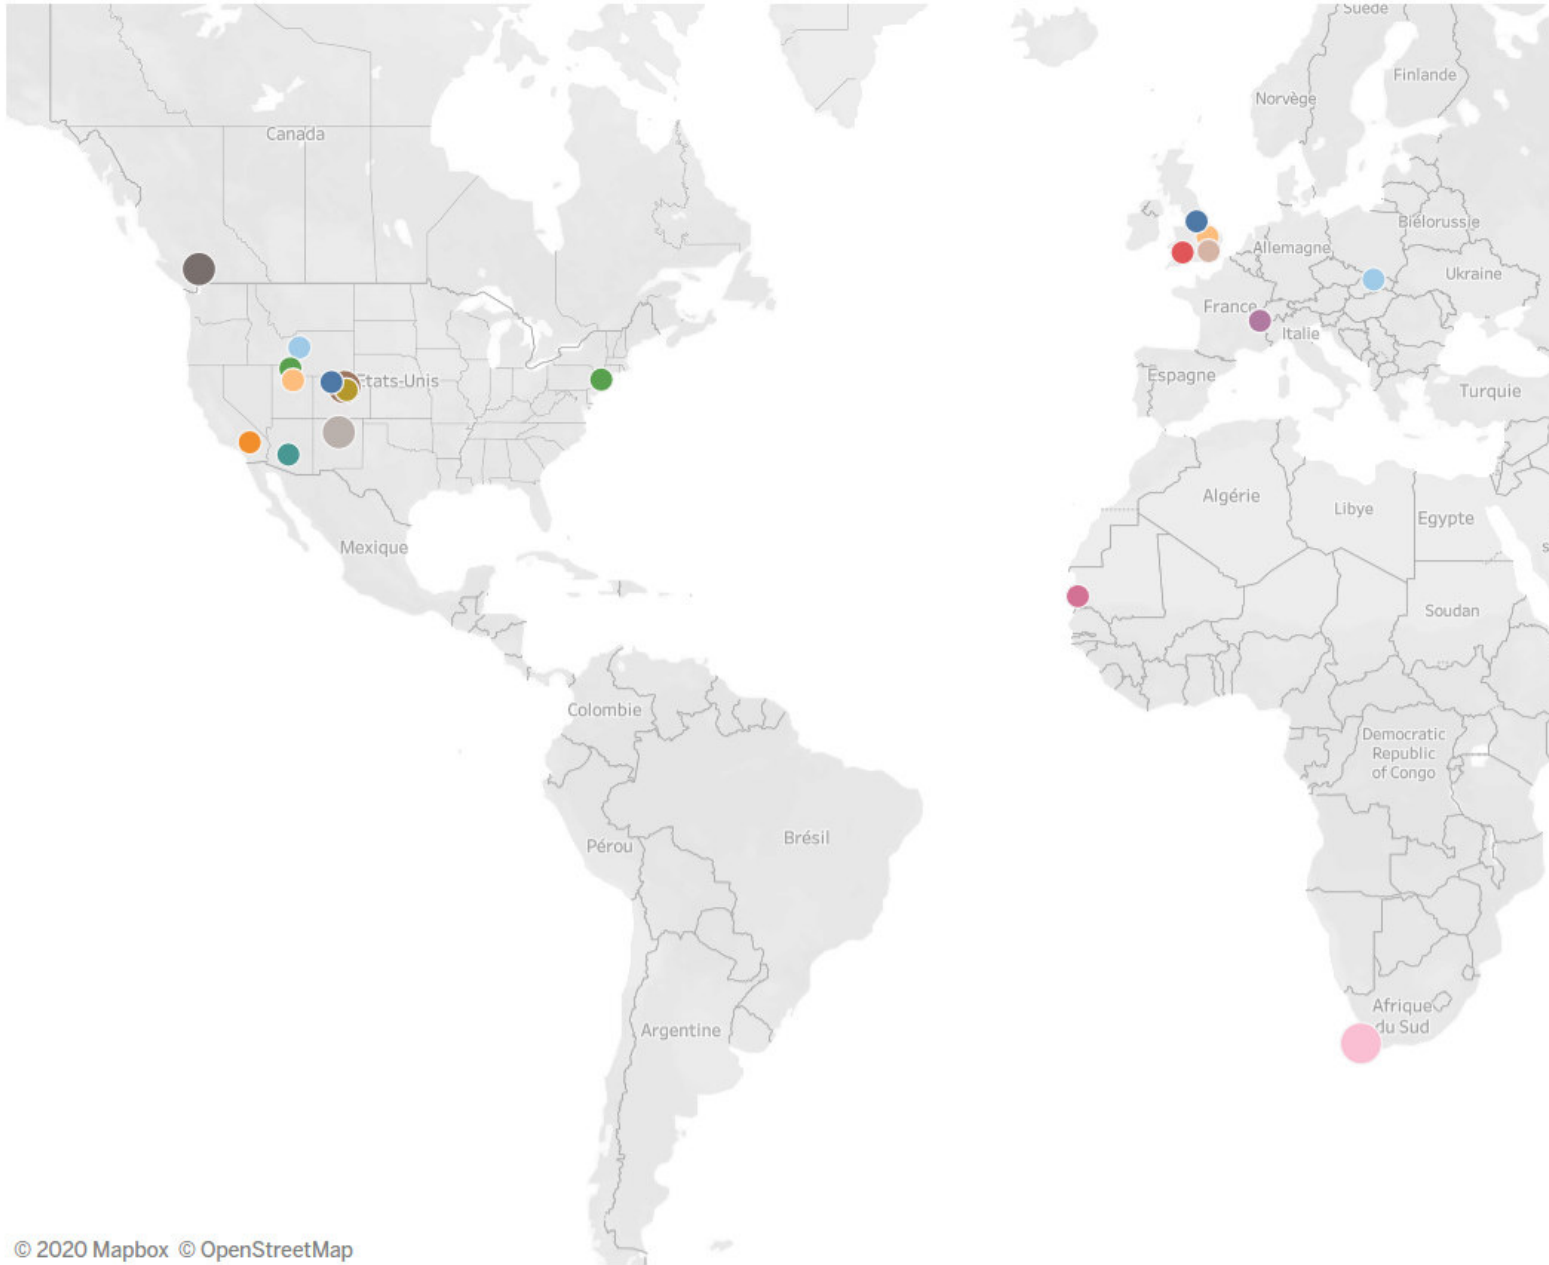 Suède
Finlande
Norvège
Canada
Biélorussie
Allemagne
Ukraine
France
Italie
Etats-Unis
Espagne
Turquie
Algérie
Libye
Egypte
Mexique
Soudan
Colombie
Democratic
Republic
of Congo
Brésil
Pérou
Afrique
du Sud
Argentine
© 2020 Mapbox © OpenStreetMap